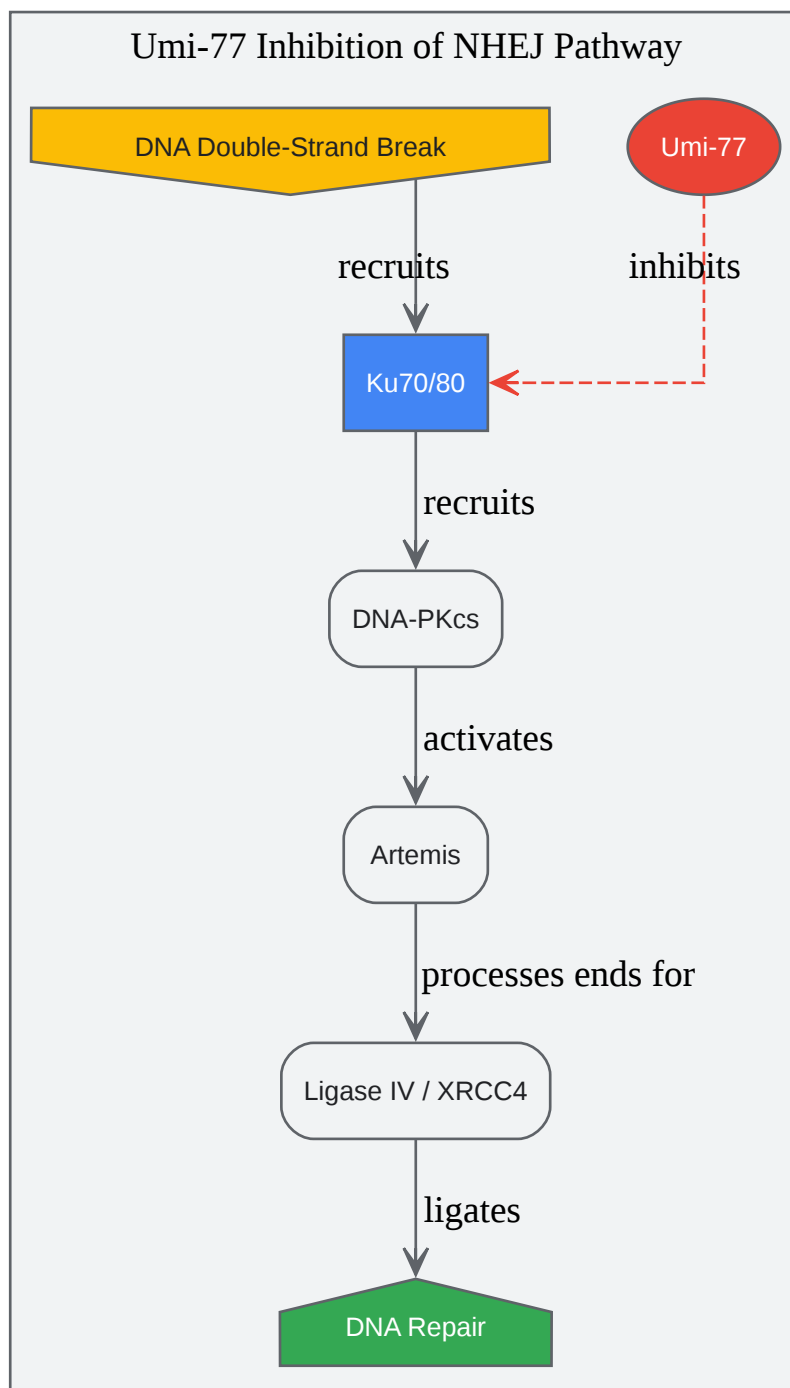 Umi-77 Inhibition of NHEJ Pathway
DNA Double-Strand Break
Umi-77
recruits
inhibits
Ku70/80
recruits
DNA-PKcs
activates
Artemis
processes ends for
Ligase IV / XRCC4
ligates
DNA Repair